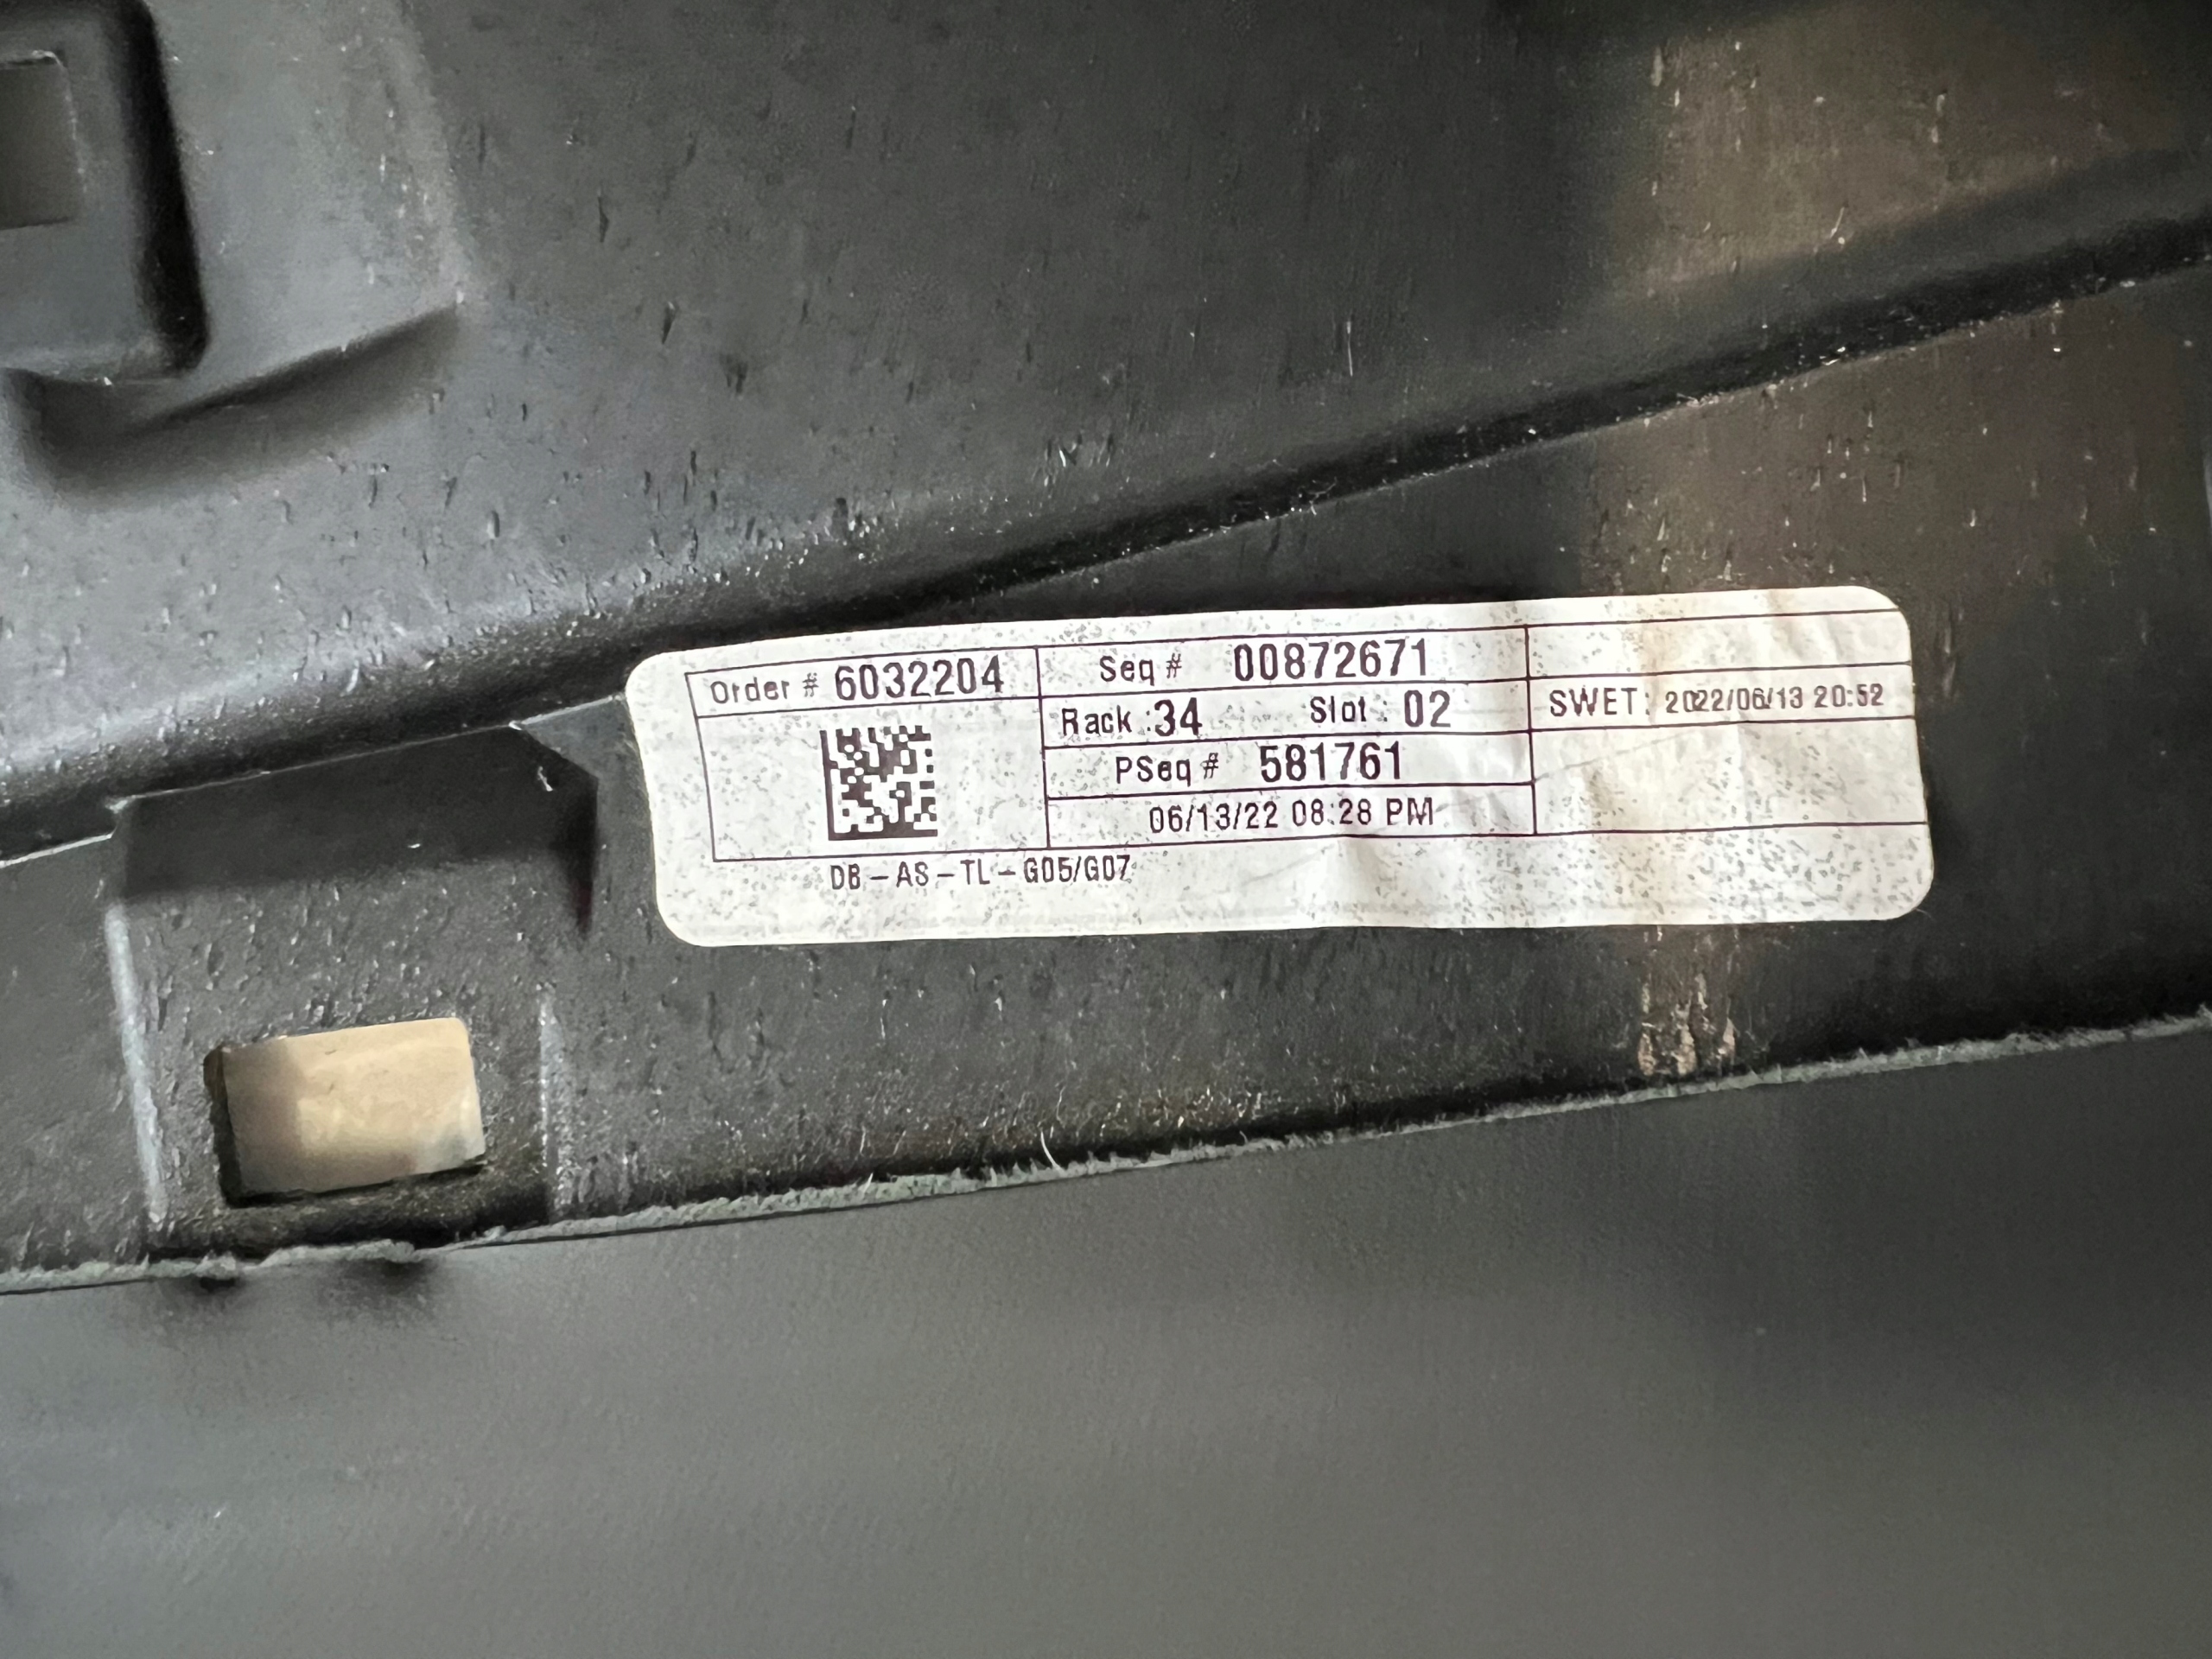 Order # 6032204
Seq # 00872671
Rack : 34 Slot : 02
SWET: 2022/06/13 20:52
PSeq # 581761
06/13/22 08:28 PM
DB-AS-TL-G05/G07